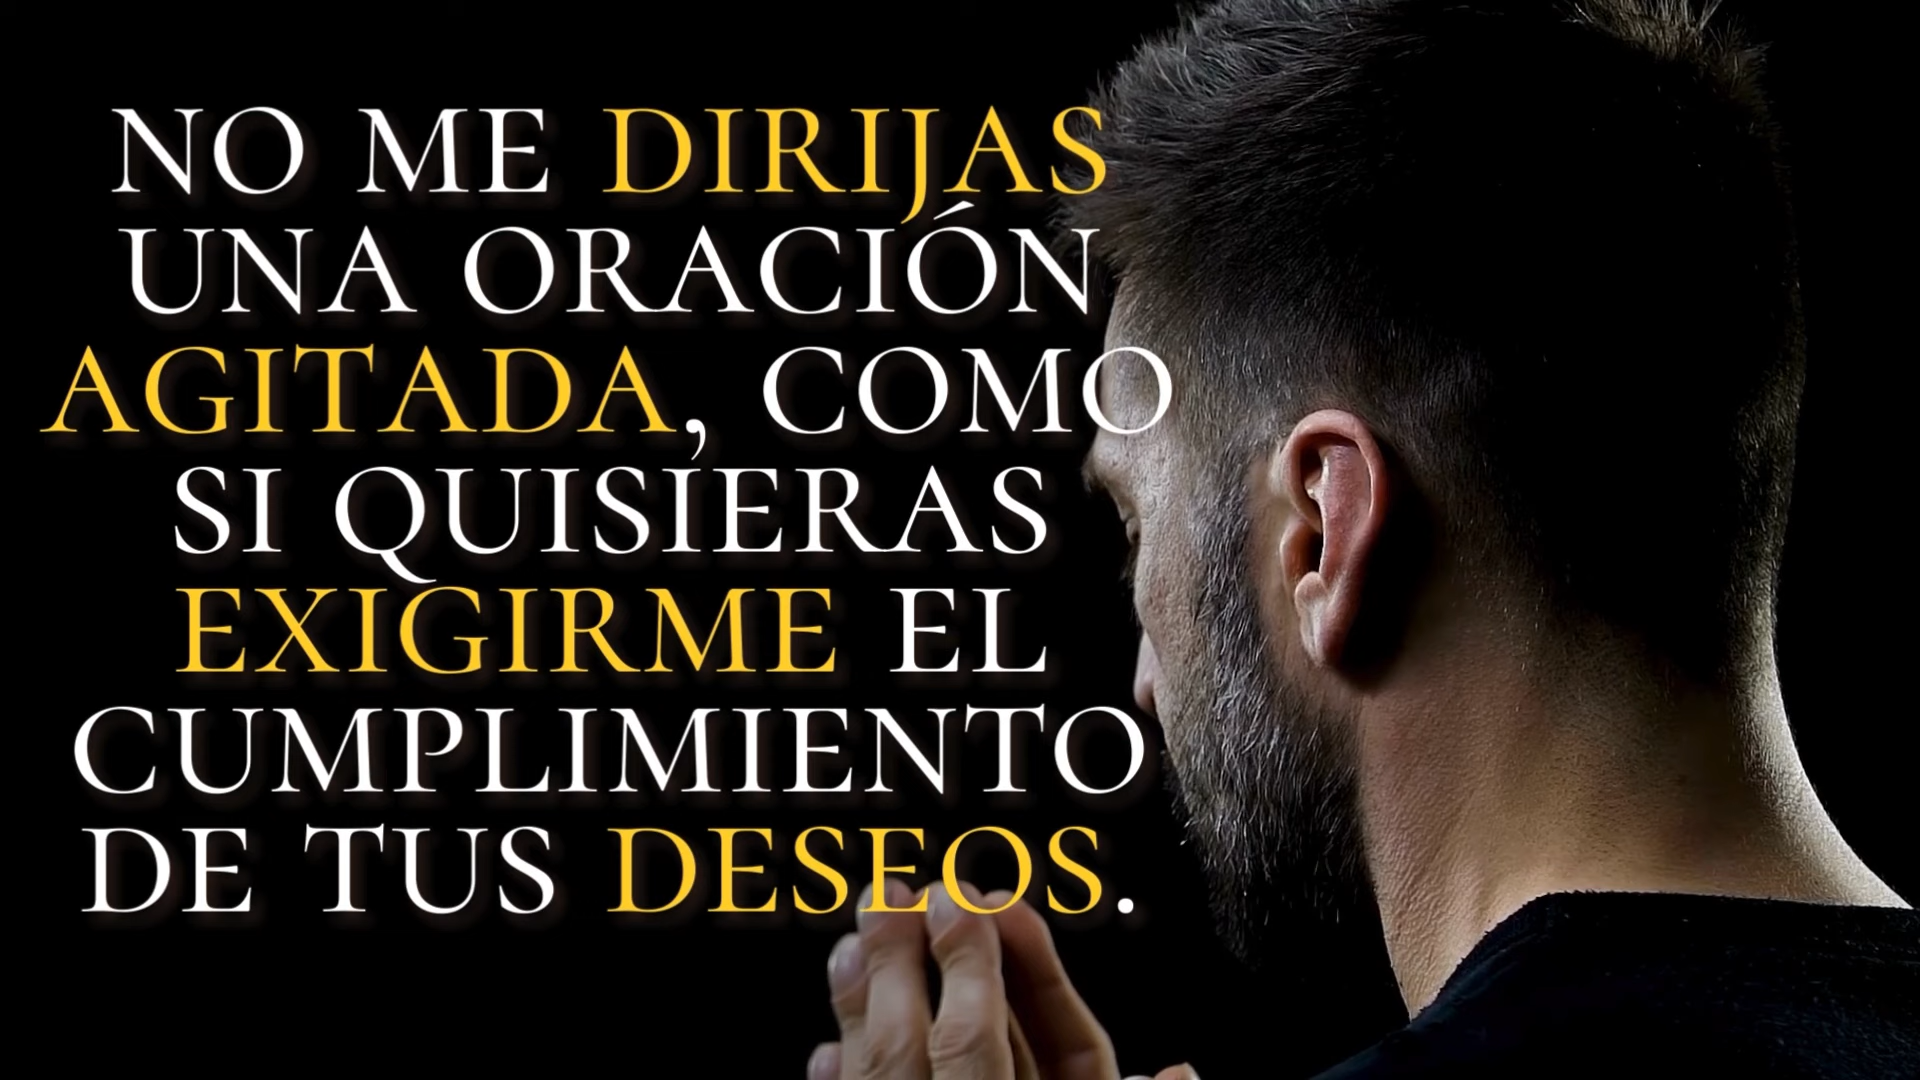 NO ME DIRIJAS
UNA ORACIÓN
AGITADA, COMO
SI QUISIERAS
EXIGIRME EL
CUMPLIMIENTO
DE TUS DESEOS.